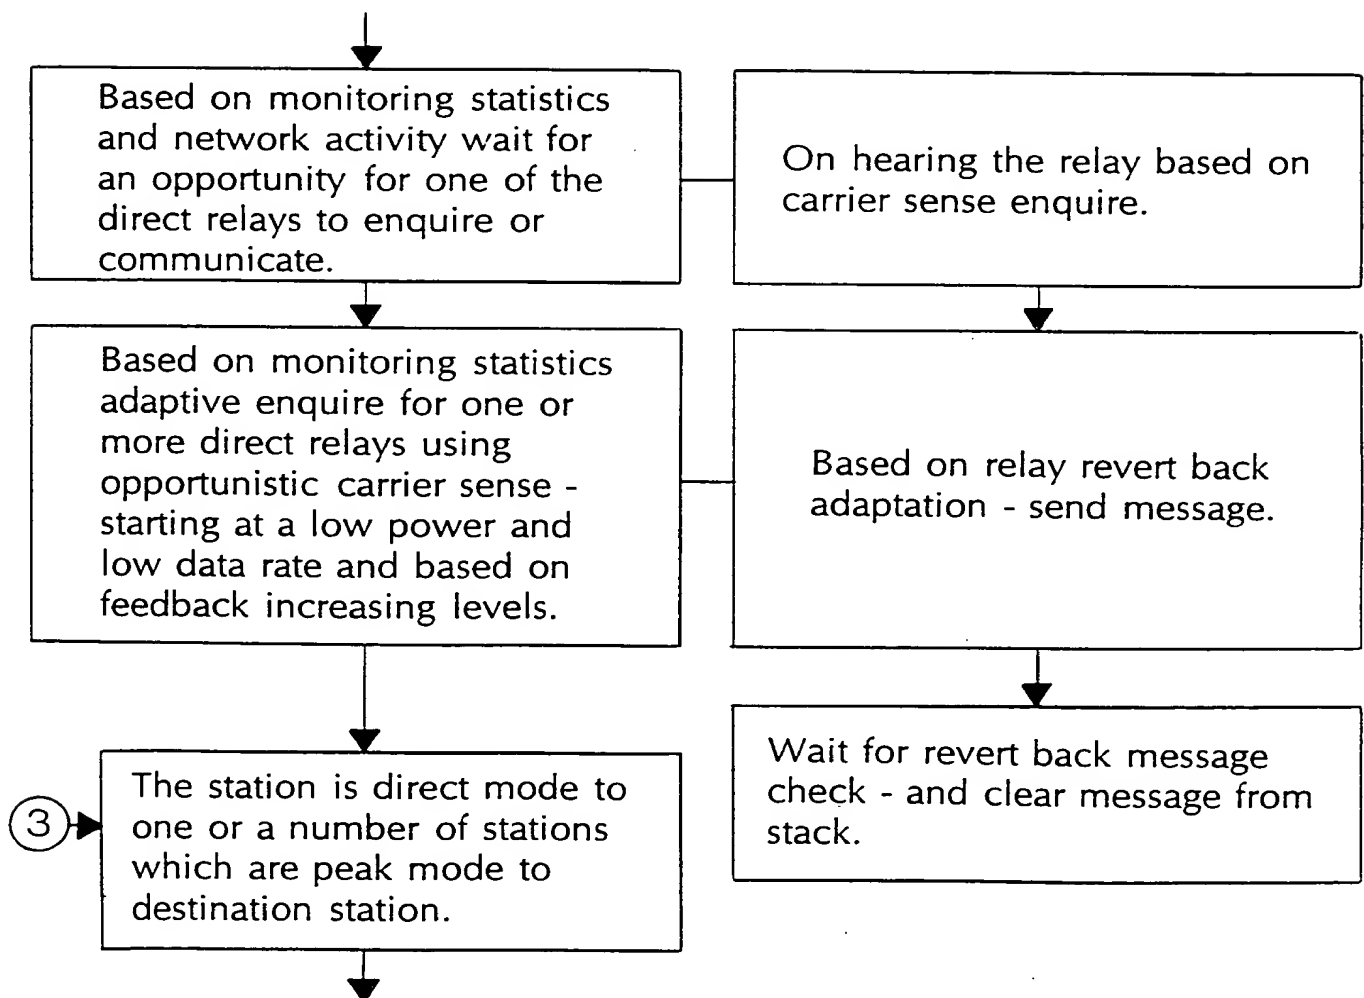 Based on monitoring statistics
and network activity wait for
an opportunity for one of the
direct relays to enquire or
communicate.
On hearing the relay based on
carrier sense enquire.
Based on monitoring statistics
adaptive enquire for one or
more direct relays using
opportunistic carrier sense -
starting at a low power and
low data rate and based on
feedback increasing levels.
Based on relay revert back
adaptation - send message.
Wait for revert back message
check - and clear message from
stack.
3
The station is direct mode to
one or a number of stations
which are peak mode to
destination station.